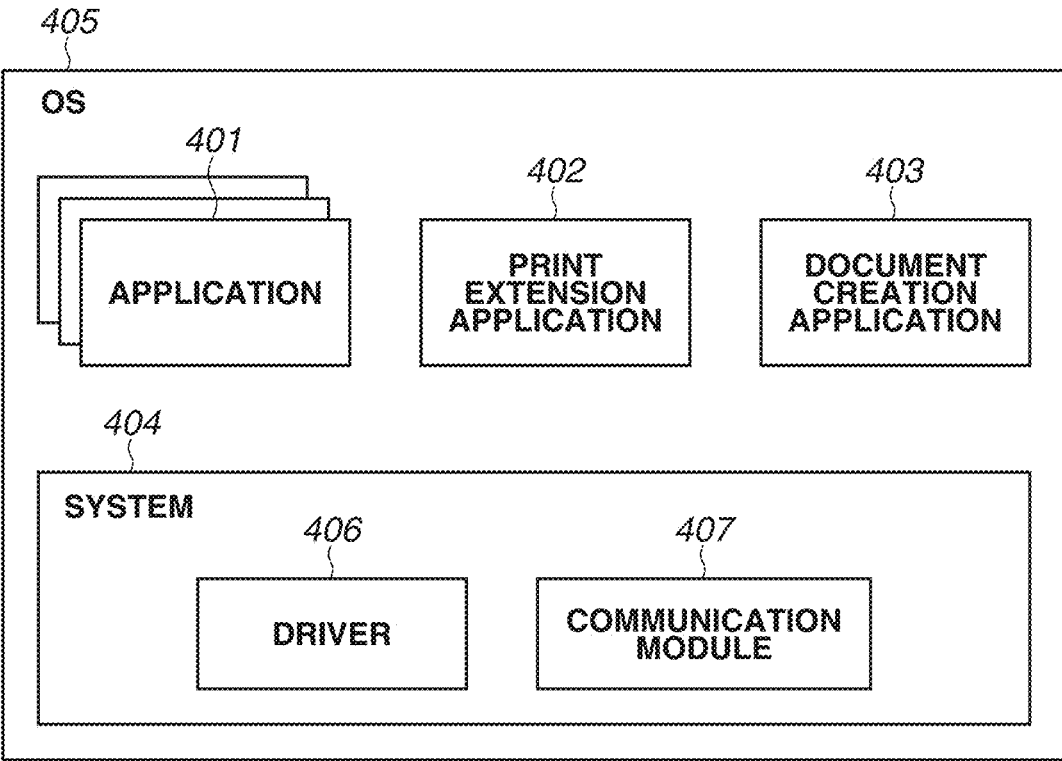 405
OS
401
402
403
APPLICATION
PRINT
EXTENSION
APPLICATION
DOCUMENT
CREATION
APPLICATION
404
SYSTEM
406
407
DRIVER
COMMUNICATION
MODULE